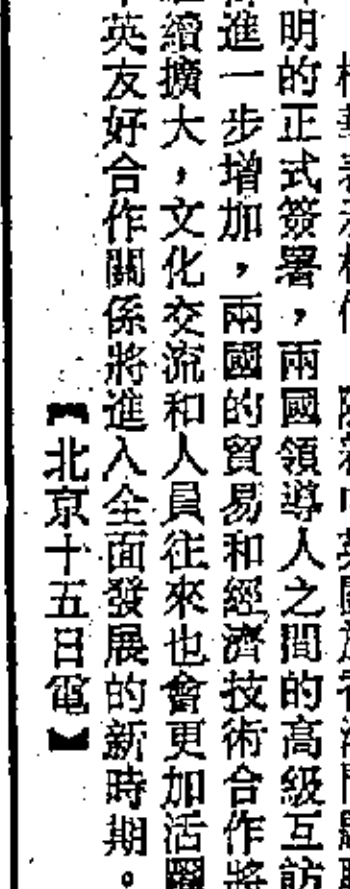 明的正式簽署，兩國領導人之間的高級互訪
進一步增加，兩國的貿易和經濟技術合作將
續擴大，文化交流和人員往來也會更加活躍
英友好合作關係將進入全面發展的新時期。
【北京十五日電】